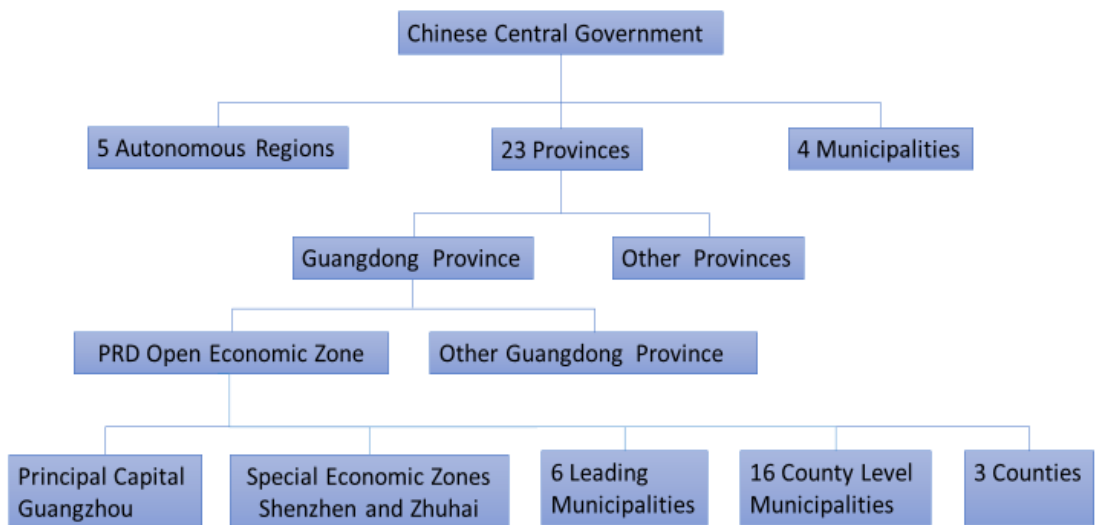 Chinese Central Government
5 Autonomous Regions
23 Provinces
4 Municipalities
Guangdong Province
Other Provinces
PRD Open Economic Zone
Other Guangdong Province
Principal Capital
Guangzhou
Special Economic Zones
Shenzhen and Zhuhai
6 Leading
Municipalities
16 County Level
Municipalities
3 Counties